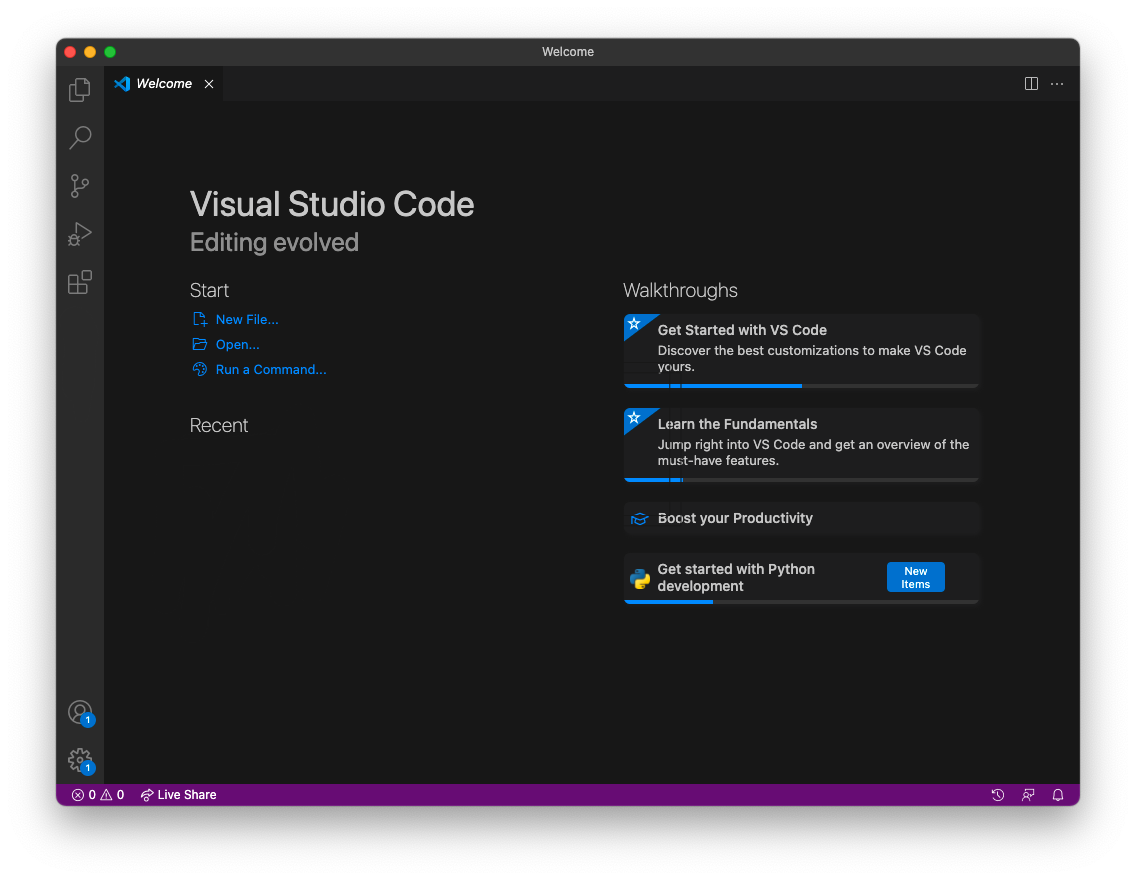 Welcome
Welcome
Visual Studio Code
Editing evolved
Start
New File...
Open...
Run a Command...
Recent
Walkthroughs
Get Started with VS Code
Discover the best customizations to make VS Code
yours.
Learn the Fundamentals
Jump right into VS Code and get an overview of the
must-have features.
Boost your Productivity
Get started with Python
development
New
Items
1
1
0 0 Live Share